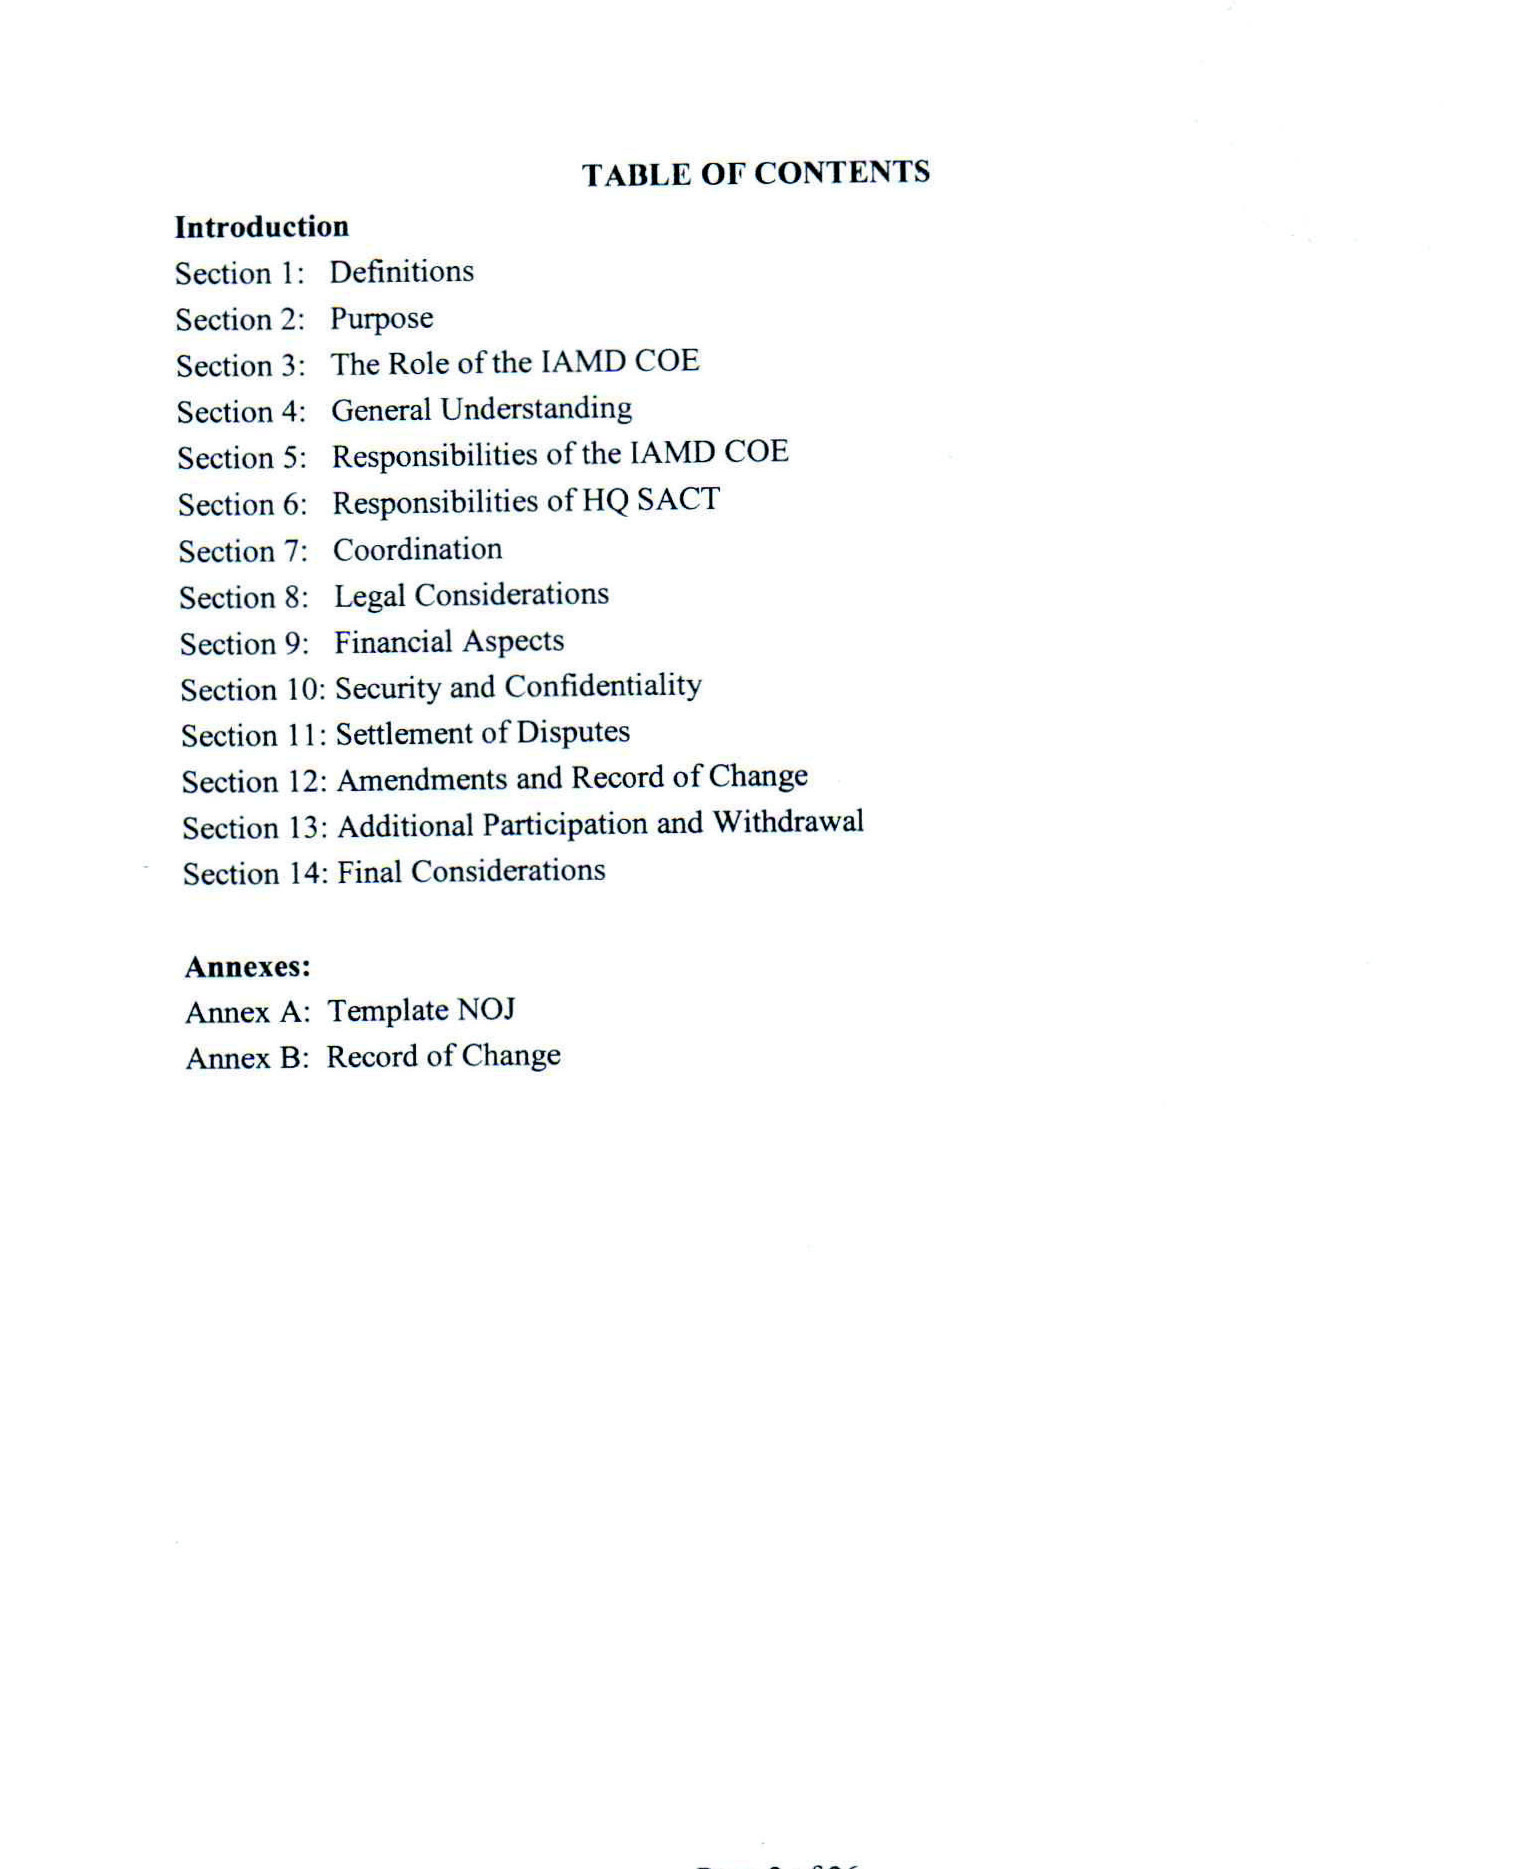 TABLE OF CONTENTS
Introduction
Section 1: Definitions
Section 2: Purpose
Section 3: The Role of the IAMD COE
Section 4: General Understanding
Section 5: Responsibilities of the IAMD COE
Section 6: Responsibilities of HQ SACT
Section 7: Coordination
Section 8: Legal Considerations
Section 9: Financial Aspects
Section 10: Security and Confidentiality
Section 11: Settlement of Disputes
Section 12: Amendments and Record of Change
Section 13: Additional Participation and Withdrawal
Section 14: Final Considerations
Annexes:
Annex A: Template NOJ
Annex B: Record of Change